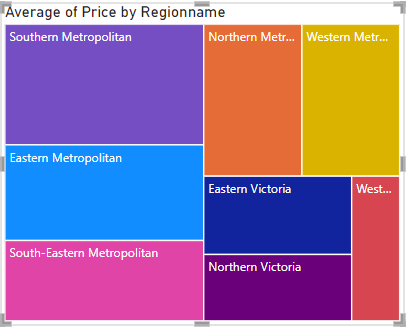 Average of Price by Regionname
Southern Metropolitan
Northern Metr...
Western Metr...
Eastern Metropolitan
Eastern Victoria
West...
South-Eastern Metropolitan
Northern Victoria